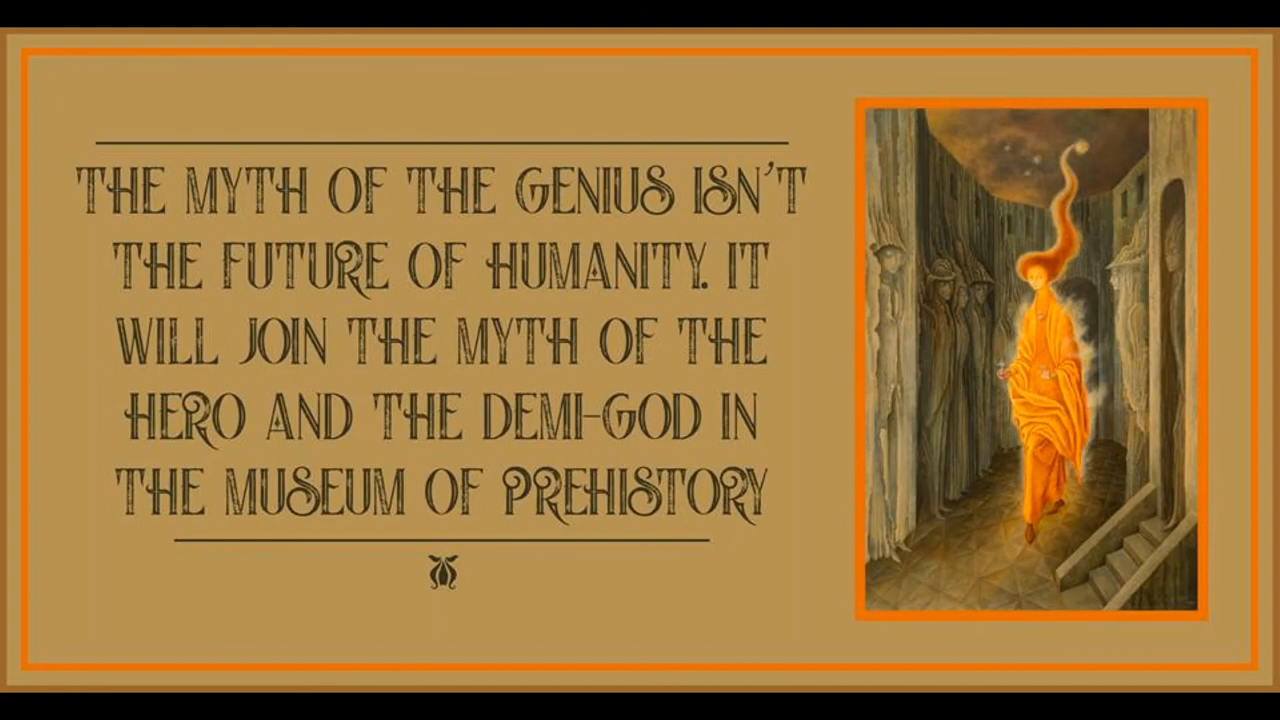 THE MYTH OF THE GENIUS ISN'T
THE FUTURE OF HUMANITY. IT
WILL JOIN THE MYTH OF THE
HERO AND THE DEMI-GOD IN
THE MUSEUM OF PREHISTORY